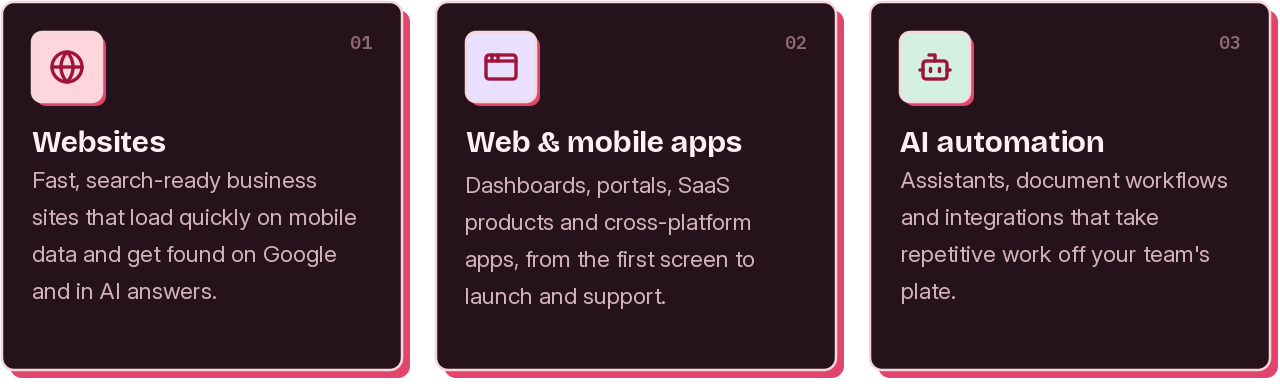 01
Websites
Fast, search-ready business
sites that load quickly on mobile
data and get found on Google
and in AI answers.
02
Web & mobile apps
Dashboards, portals, SaaS
products and cross-platform
apps, from the first screen to
launch and support.
03
AI automation
Assistants, document workflows
and integrations that take
repetitive work off your team's
plate.